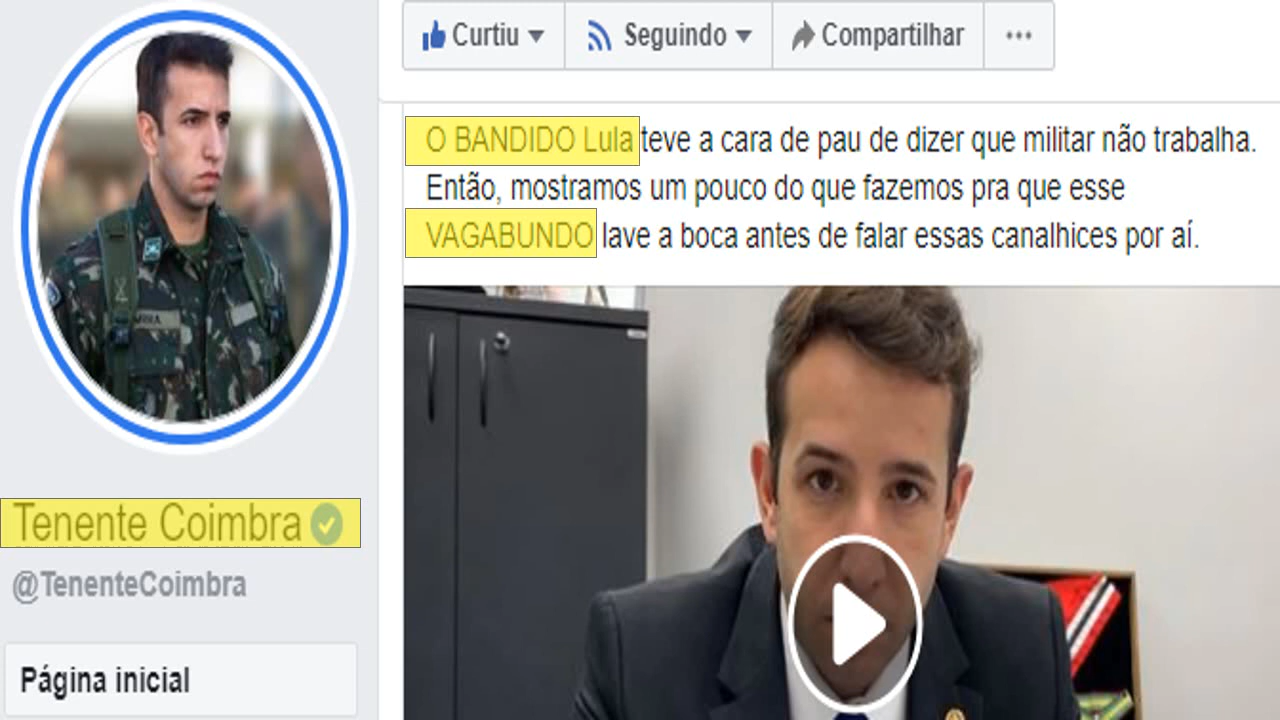 Curtiu
Seguindo
Compartilhar
O BANDIDO Lula teve a cara de pau de dizer que militar não trabalha.
Então, mostramos um pouco do que fazemos pra que esse
VAGABUNDO lave a boca antes de falar essas canalhices por aí.
Tenente Coimbra
@TenenteCoimbra
Página inicial